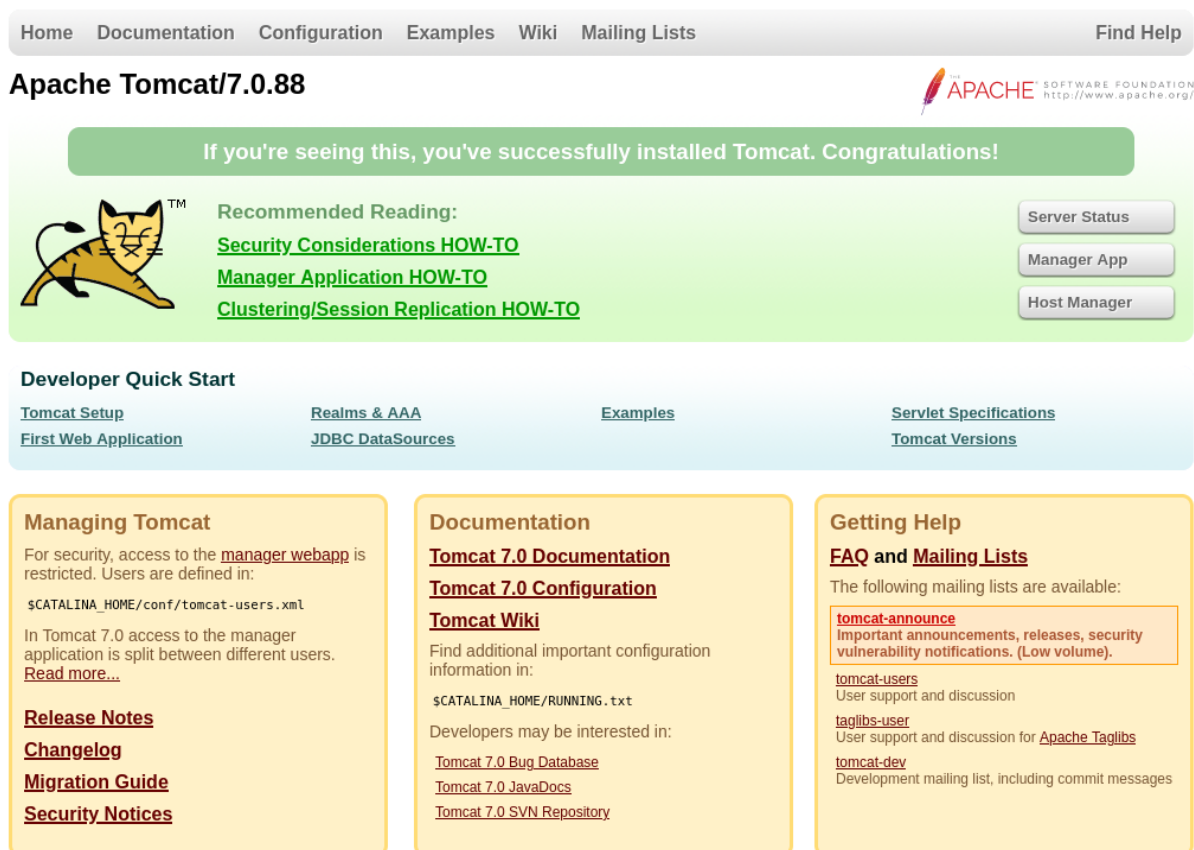 Home Documentation Configuration Examples Wiki Mailing Lists Find Help
Apache Tomcat/7.0.88
THE APACHE SOFTWARE FOUNDATION
http://www.apache.org/
If you're seeing this, you've successfully installed Tomcat. Congratulations!
TM
Recommended Reading:
Security Considerations HOW-TO
Manager Application HOW-TO
Clustering/Session Replication HOW-TO
Server Status
Manager App
Host Manager
Developer Quick Start
Tomcat Setup
First Web Application
Realms & AAA
JDBC DataSources
Examples
Servlet Specifications
Tomcat Versions
Managing Tomcat
For security, access to the manager webapp is
restricted. Users are defined in:
$CATALINA_HOME/conf/tomcat-users.xml
In Tomcat 7.0 access to the manager
application is split between different users.
Read more...
Release Notes
Changelog
Migration Guide
Security Notices
Documentation
Tomcat 7.0 Documentation
Tomcat 7.0 Configuration
Tomcat Wiki
Find additional important configuration
information in:
$CATALINA_HOME/RUNNING.txt
Developers may be interested in:
Tomcat 7.0 Bug Database
Tomcat 7.0 JavaDocs
Tomcat 7.0 SVN Repository
Getting Help
FAQ and Mailing Lists
The following mailing lists are available:
tomcat-announce
Important announcements, releases, security
vulnerability notifications. (Low volume).
tomcat-users
User support and discussion
taglibs-user
User support and discussion for Apache Taglibs
tomcat-dev
Development mailing list, including commit messages